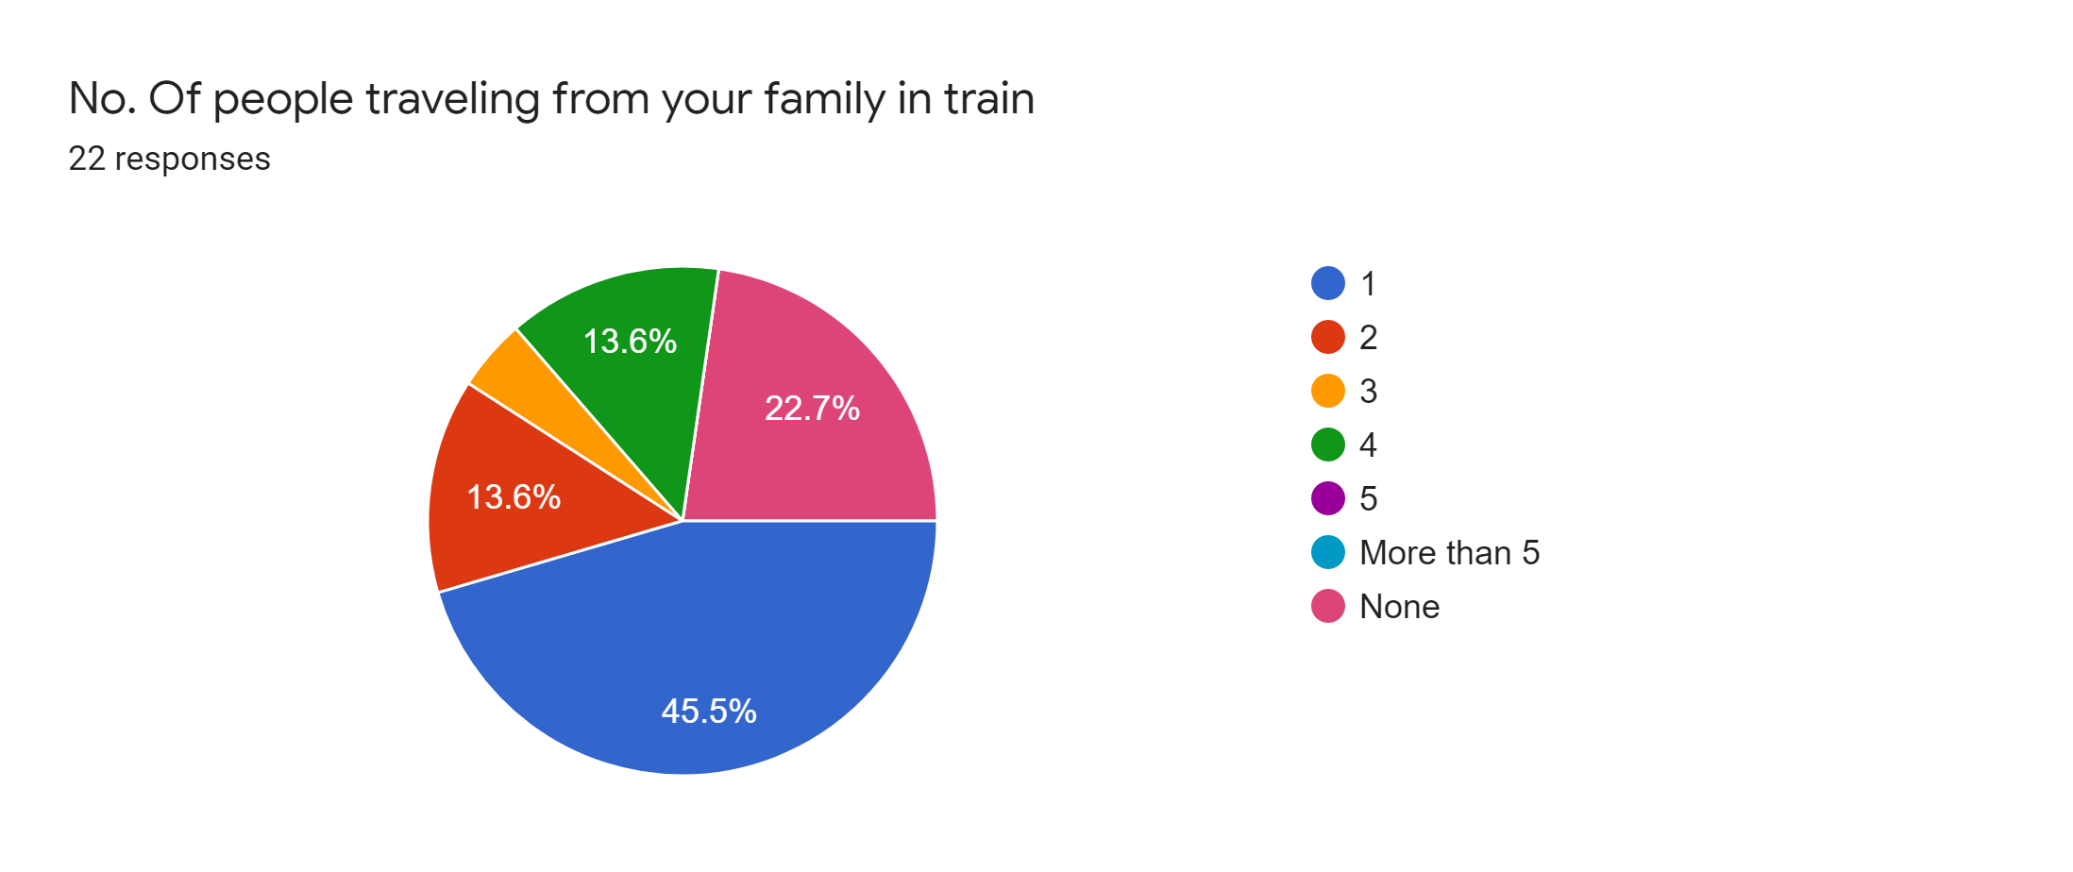 No. Of people traveling from your family in train
22 responses
13.6%
22.7%
13.6%
45.5%
1
2
3
4
5
More than 5
None